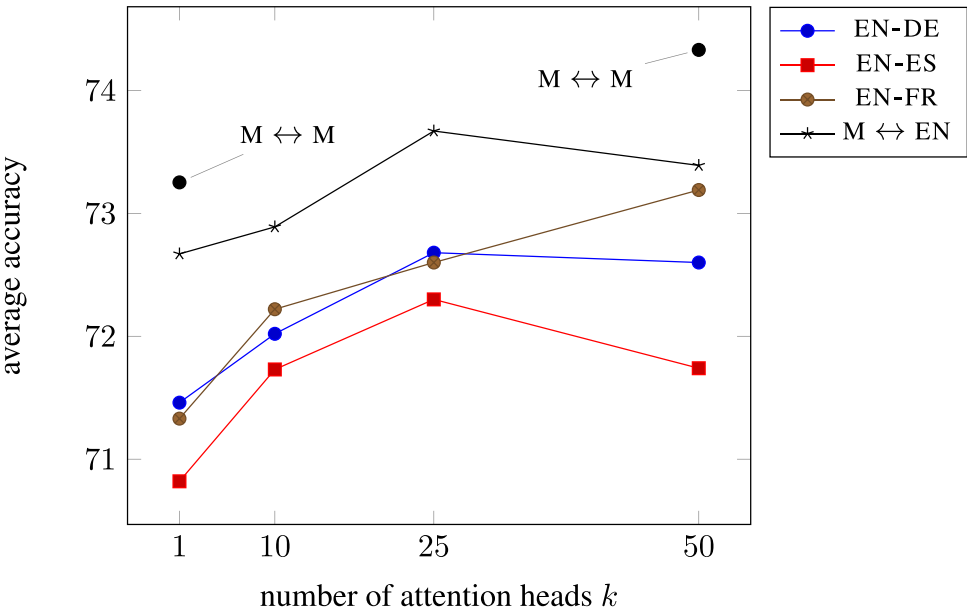 74
73
72
71
average accuracy
M ↔ M
M ↔ M
1
10
25
50
number of attention heads k
EN-DE
EN-ES
EN-FR
M ↔ EN